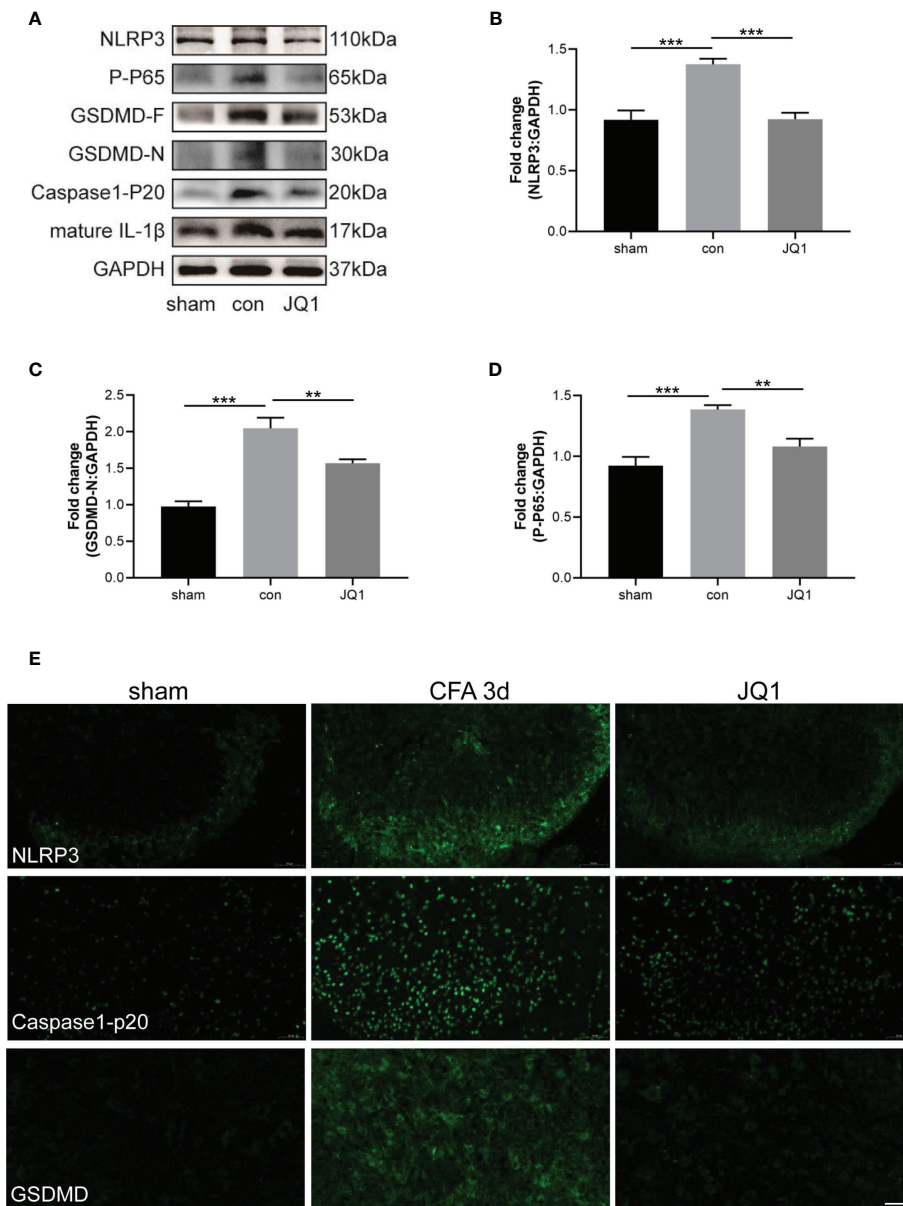 A
NLRP3 110kDa
P-P65 65kDa
GSDMD-F 53kDa
GSDMD-N 30kDa
Caspase1-P20 20kDa
mature IL-1β 17kDa
GAPDH 37kDa
sham con JQ1
B
Fold change
(NLRP3:GAPDH)
1.5
1.0
0.5
0.0
*** ***
sham con JQ1
C
Fold change
(GSDMD-N:GAPDH)
2.5
2.0
1.5
1.0
0.5
0.0
*** **
sham con JQ1
D
Fold change
(P-P65:GAPDH)
1.5
1.0
0.5
0.0
*** **
sham con JQ1
E
sham CFA 3d JQ1
NLRP3
Caspase1-p20
GSDMD